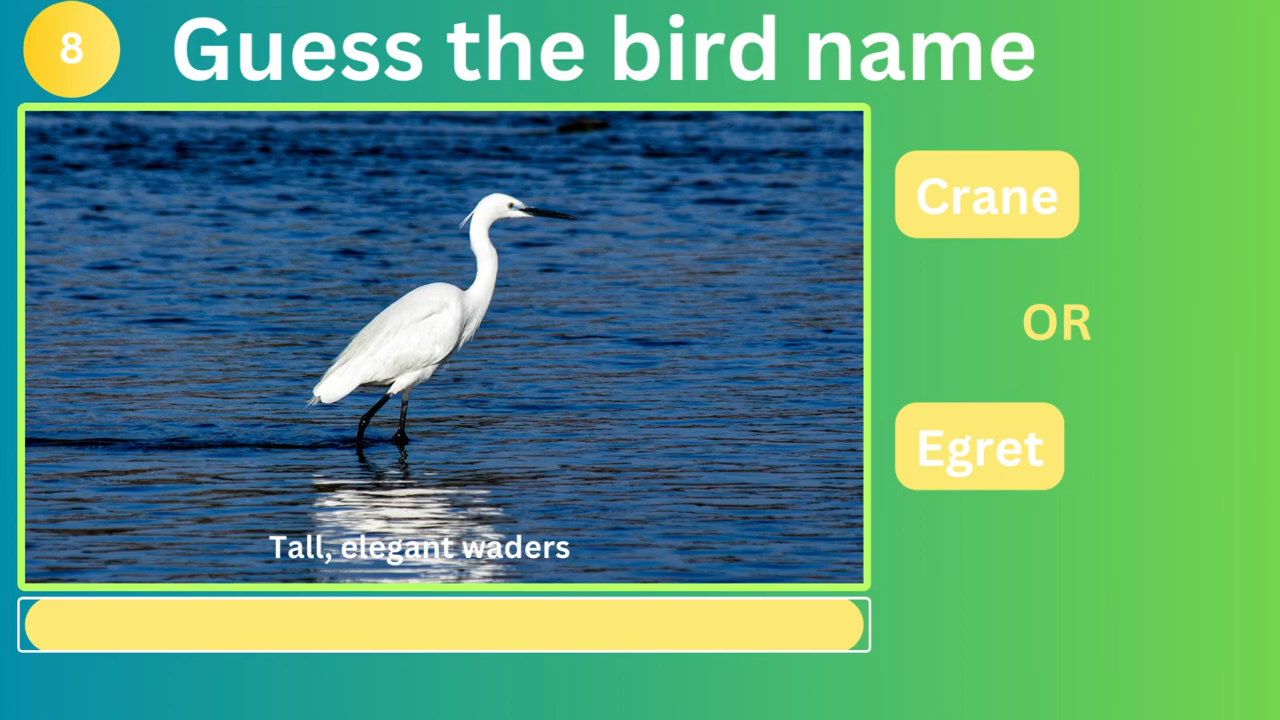 8
Guess the bird name
Crane
OR
Egret
Tall, elegant waders